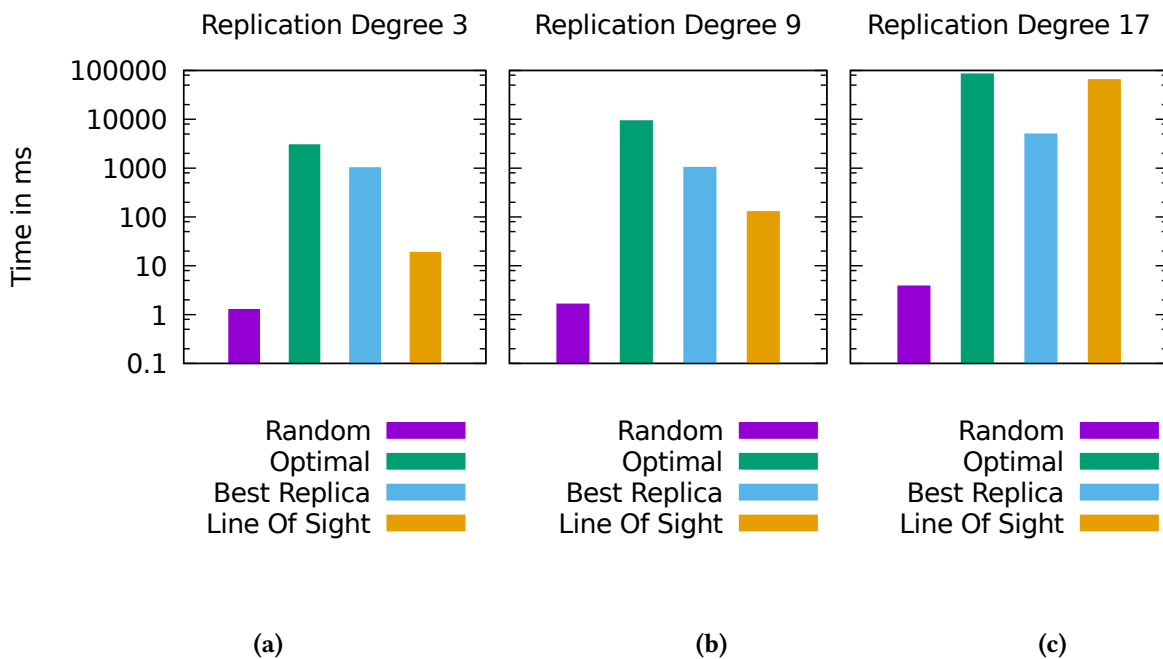 Replication Degree 3
Replication Degree 9
Replication Degree 17
Time in ms
100000
10000
1000
100
10
1
0.1
Random
Optimal
Best Replica
Line Of Sight
Random
Optimal
Best Replica
Line Of Sight
Random
Optimal
Best Replica
Line Of Sight
(a)
(b)
(c)